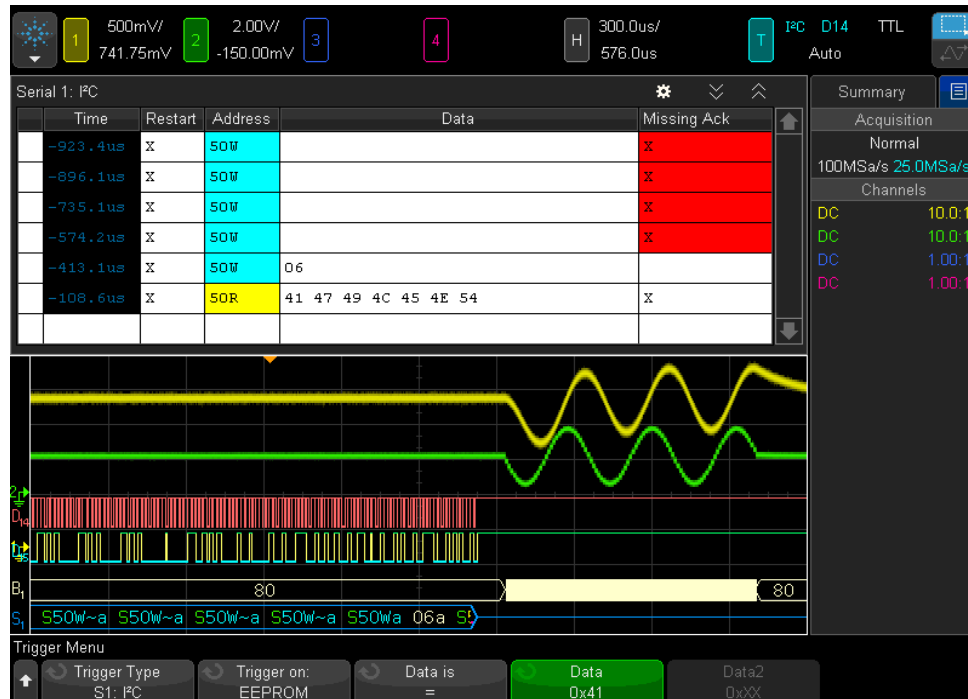 1 500mV/ 741.75mV 2 2.00V/ -150.00mV 3 4 H 300.0us/ 576.0us T I²C D14 TTL Auto
Serial 1: I²C
Time Restart Address Data Missing Ack
-923.4us X 50W X
-896.1us X 50W X
-735.1us X 50W X
-574.2us X 50W X
-413.1us X 50W 06
-108.6us X 50R 41 47 49 4C 45 4E 54 X
Summary
Acquisition
Normal
100MSa/s 25.0MSa/s
Channels
DC 10.0:1
DC 10.0:1
DC 1.00:1
DC 1.00:1
2
D14
B1 80 80
S1 S50W~a S50W~a S50W~a S50W~a S50Wa 06a S5
Trigger Menu
Trigger Type Trigger on: Data is Data Data2
S1: I²C EEPROM = 0x41 0xXX